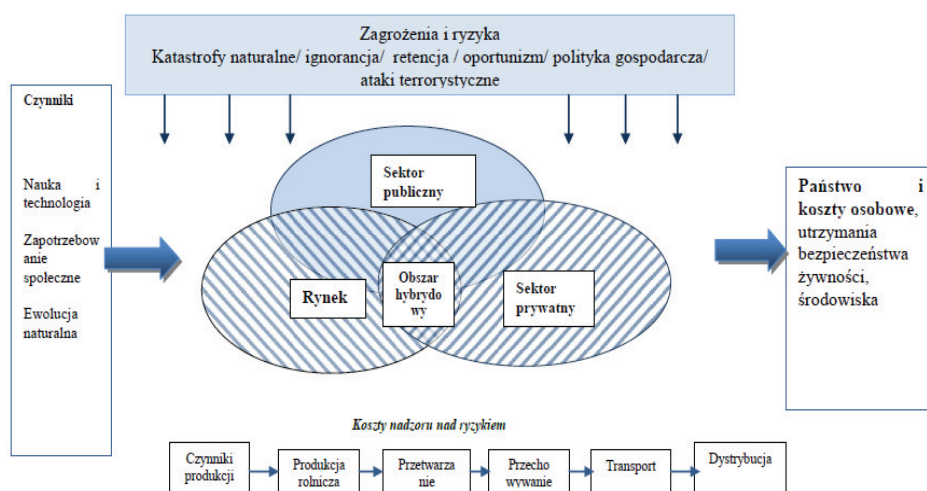 Zagrożenia i ryzyka
Katastrofy naturalne/ ignorancja/ retencja / oportunizm/ polityka gospodarcza/
ataki terrorystyczne
Czynniki
Nauka i
technologia
Zapotrzebow
anie
społeczne
Ewolucja
naturalna
Sektor
publiczny
Rynek
Obszar
hybrydo
wy
Sektor
prywatny
Państwo i
koszty osobowe,
utrzymania
bezpieczeństwa
żywności,
środowiska
Koszty nadzoru nad ryzykiem
Czynniki
produkcji
Produkcja
rolnicza
Przetwarza
nie
Przecho
wywanie
Transport
Dystrybucja